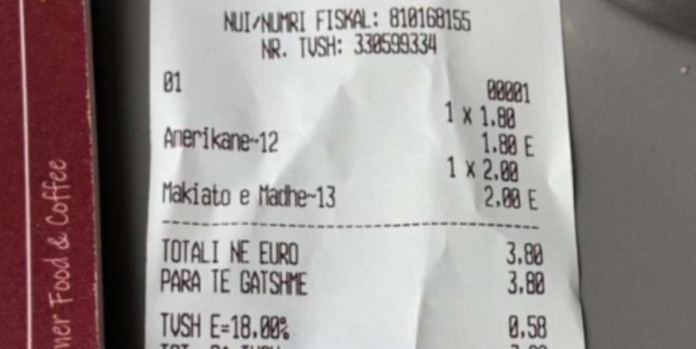 NUI/NUMRI FISKAL: 810168155
NR. TVSH: 330599334
01
00001
1 x 1.80
Anerikane~12 1.80 E
1 x 2.00
Makiato e Madhe~13 2.00 E
TOTALI NE EURO 3.80
PARA TE GATSHME 3.80
TVSH E=18.00% 0.58
ner Food & Coffee